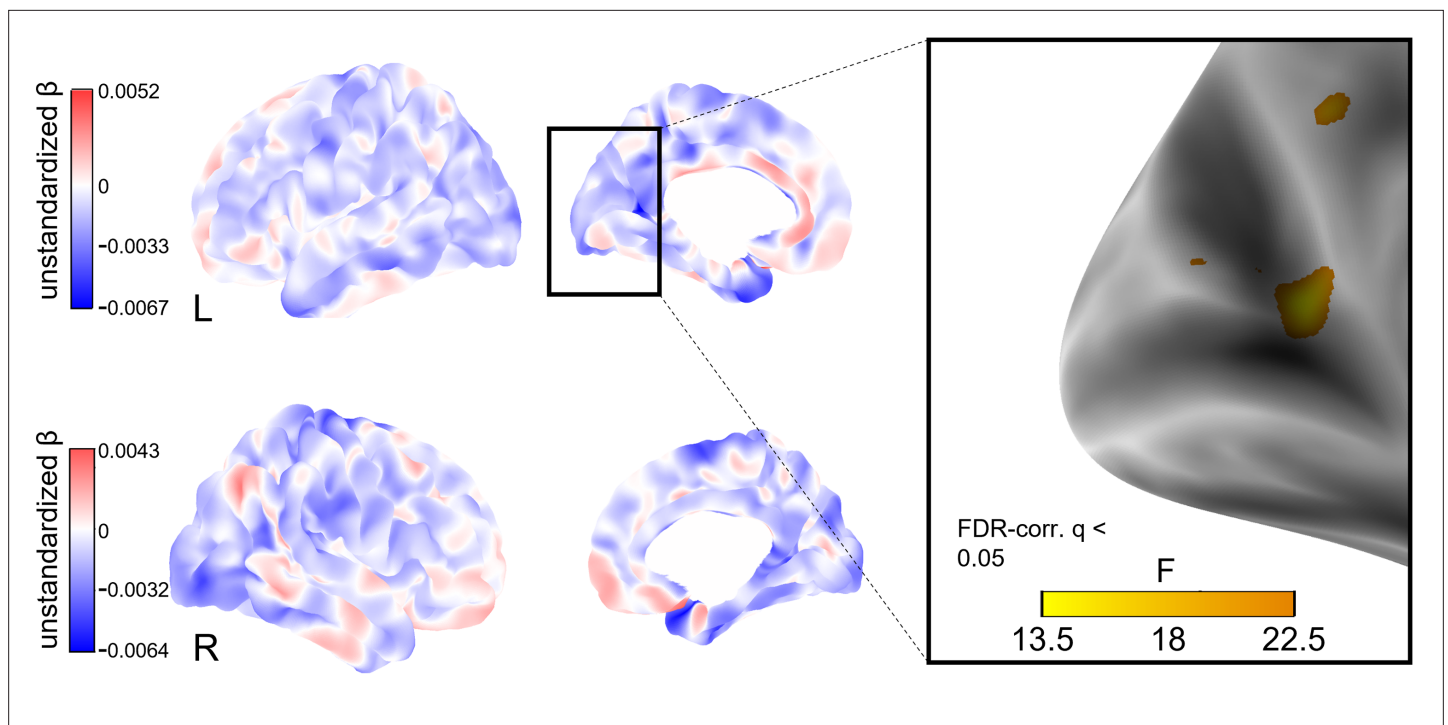 unstandardized β
0.0052
0
-0.0033
-0.0067
L
unstandardized β
0.0043
0
-0.0032
-0.0064
R
FDR-corr. q <
0.05
F
13.5 18 22.5